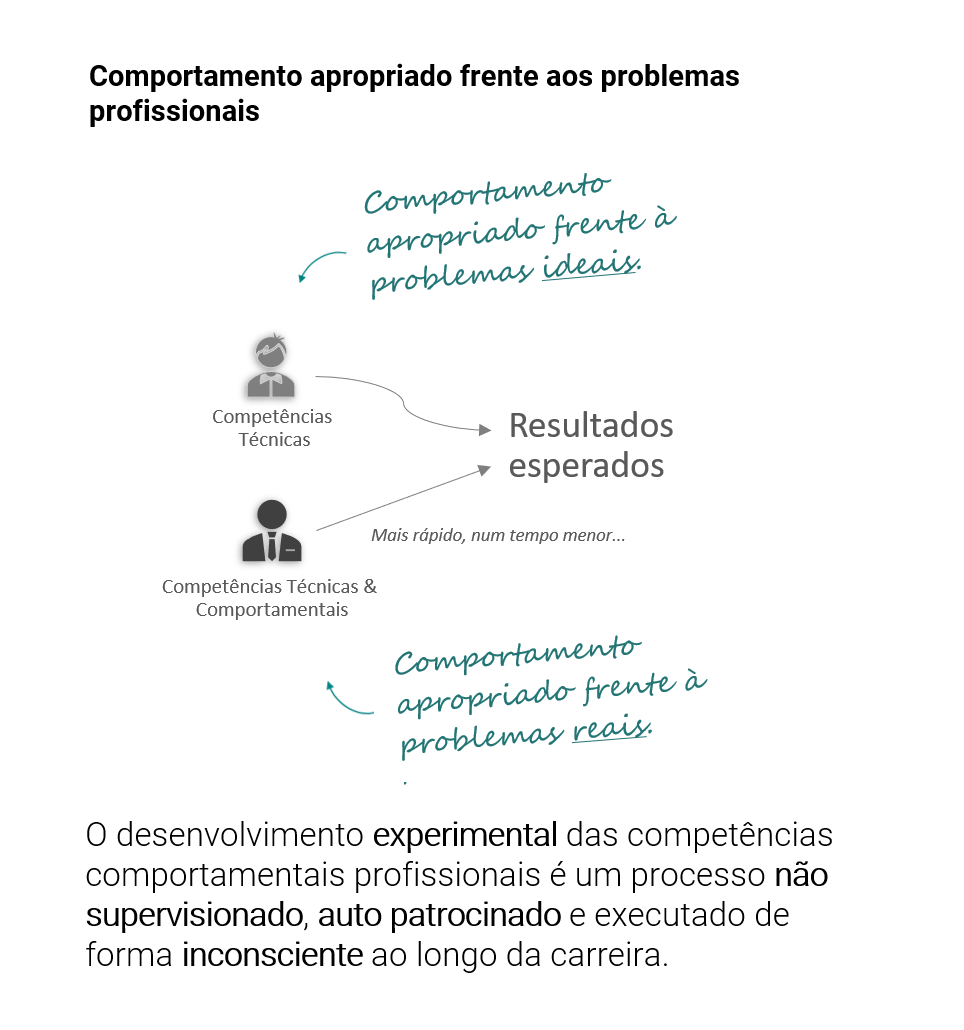 Comportamento apropriado frente aos problemas
profissionais
Comportamento
apropriado frente à
problemas ideais.
Competências
Técnicas
Resultados
esperados
Mais rápido, num tempo menor...
Competências Técnicas &
Comportamentais
Comportamento
apropriado frente à
problemas reais.
.
O desenvolvimento experimental das competências
comportamentais profissionais é um processo não
supervisionado, auto patrocinado e executado de
forma inconsciente ao longo da carreira.